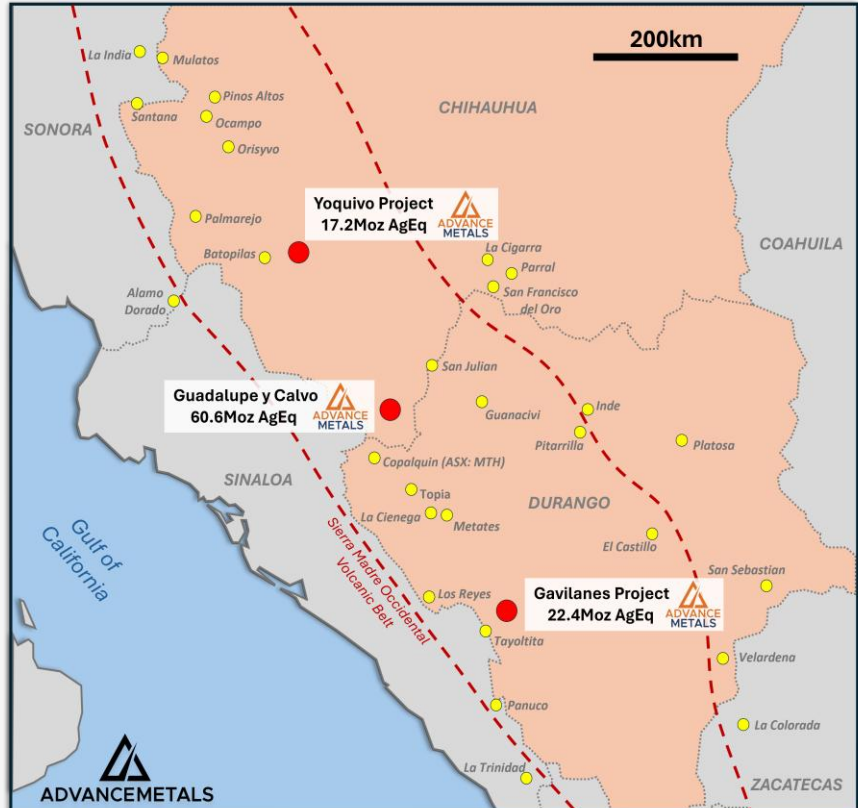 200km
La India
Mulatos
CHIHUAHUA
Pinos Altos
Santana
Ocampo
SONORA
Orisyvo
Yoquivo Project
17.2Moz AgEq
ADVANCE
METALS
Palmarejo
La Cigarra
COAHUILA
Batopilas
Parral
San Francisco
del Oro
Alamo
Dorado
San Julian
Guadalupe y Calvo
60.6Moz AgEq
ADVANCE
METALS
Guanacivi
Inde
Pitarrilla
Platosa
Copalquin (ASX: MTH)
SINALOA
Topia
DURANGO
La Cienega
Metates
Gulf of
California
El Castillo
Sierra Madre Occidental
Volcanic Belt
San Sebastian
Los Reyes
Gavilanes Project
22.4Moz AgEq
ADVANCE
METALS
Tayoltita
Velardena
Panuco
La Colorada
La Trinidad
ADVANCEMETALS
ZACATECAS